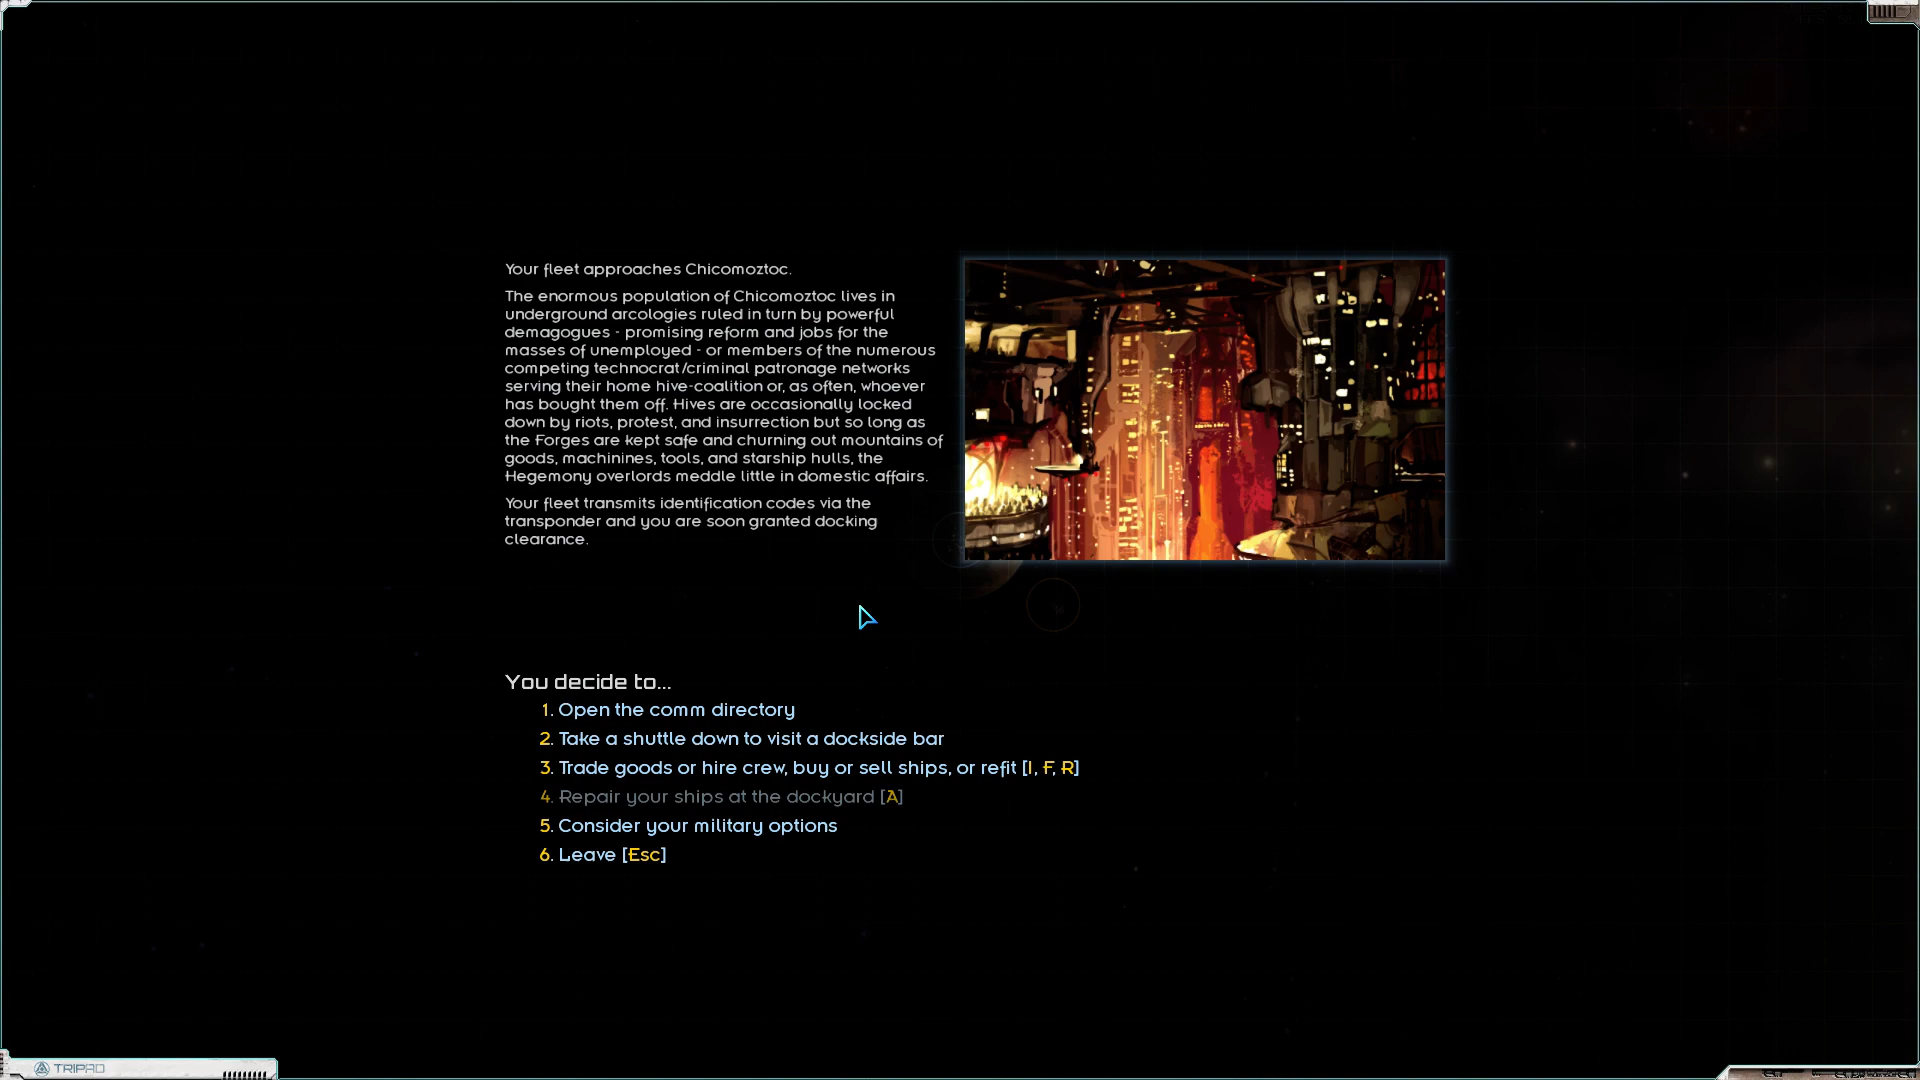 Your fleet approaches Chicomoztoc.
The enormous population of Chicomoztoc lives in
underground arcologies ruled in turn by powerful
demagogues - promising reform and jobs for the
masses of unemployed - or members of the numerous
competing technocrat/criminal patronage networks
serving their home hive-coalition or, as often, whoever
has bought them off. Hives are occasionally locked
down by riots, protest, and insurrection but so long as
the Forges are kept safe and churning out mountains of
goods, machinines, tools, and starship hulls, the
Hegemony overlords meddle little in domestic affairs.
Your fleet transmits identification codes via the
transponder and you are soon granted docking
clearance.
You decide to...
1. Open the comm directory
2. Take a shuttle down to visit a dockside bar
3. Trade goods or hire crew, buy or sell ships, or refit [I, F, R]
4. Repair your ships at the dockyard [A]
5. Consider your military options
6. Leave [Esc]
TRIPAD